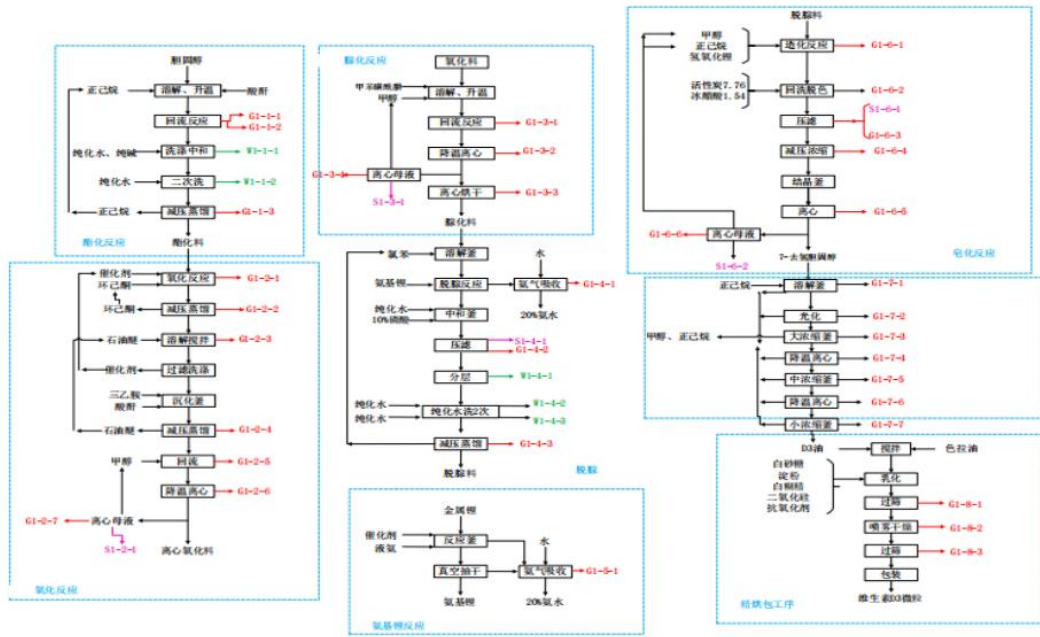 胆固醇
正己烷
溶解、升温
酸酐
回流反应
G1-1-1
G1-1-2
纯化水、纯碱
洗涤中和
W1-1-1
纯化水
二次洗
W1-1-2
正己烷
减压蒸馏
G1-1-3
酯化反应
酯化料
催化剂
环己酮
氧化反应
G1-2-1
环己酮
减压蒸馏
G1-2-2
石油醚
溶解搅拌
G1-2-3
催化剂
过滤洗涤
三乙胺
酸酐
沉化釜
石油醚
减压蒸馏
G1-2-4
甲醇
回流
G1-2-5
降温离心
G1-2-6
G1-2-7
离心母液
S1-2-1
离心氧化料
氧化反应
腙化反应
氧化料
甲苯磺酰肼
甲醇
溶解、升温
回流反应
G1-3-1
降温离心
G1-3-2
G1-3-4
离心母液
离心烘干
G1-3-3
S1-3-1
腙化料
氯苯
溶解釜
水
氨基锂
脱腙反应
氨气吸收
G1-4-1
纯化水
10%磷酸
中和釜
20%氨水
压滤
S1-4-1
G1-4-2
分层
W1-4-1
纯化水
纯化水
纯化水洗2次
W1-4-2
W1-4-3
减压蒸馏
G1-4-3
脱腙料
脱腙
金属锂
催化剂
液氨
反应釜
水
真空抽干
氨气吸收
G1-5-1
氨基锂
20%氨水
氨基锂反应
脱腙料
甲醇
正己烷
氢氧化锂
造化反应
G1-6-1
活性炭7.76
冰醋酸1.54
回洗脱色
G1-6-2
S1-6-1
压滤
G1-6-3
减压浓缩
G1-6-4
结晶釜
离心
G1-6-5
G1-6-6
离心母液
S1-6-2
7-去氢胆固醇
皂化反应
正己烷
溶解釜
G1-7-1
光化
G1-7-2
甲醇、正己烷
大浓缩釜
G1-7-3
降温离心
G1-7-4
中浓缩釜
G1-7-5
降温离心
G1-7-6
小浓缩釜
G1-7-7
D3油
搅拌
色拉油
白砂糖
淀粉
白糊精
二氧化硅
抗氧化剂
乳化
过筛
G1-8-1
喷雾干燥
G1-8-2
过筛
G1-8-3
包装
维生素D3微粒
精烘包工序